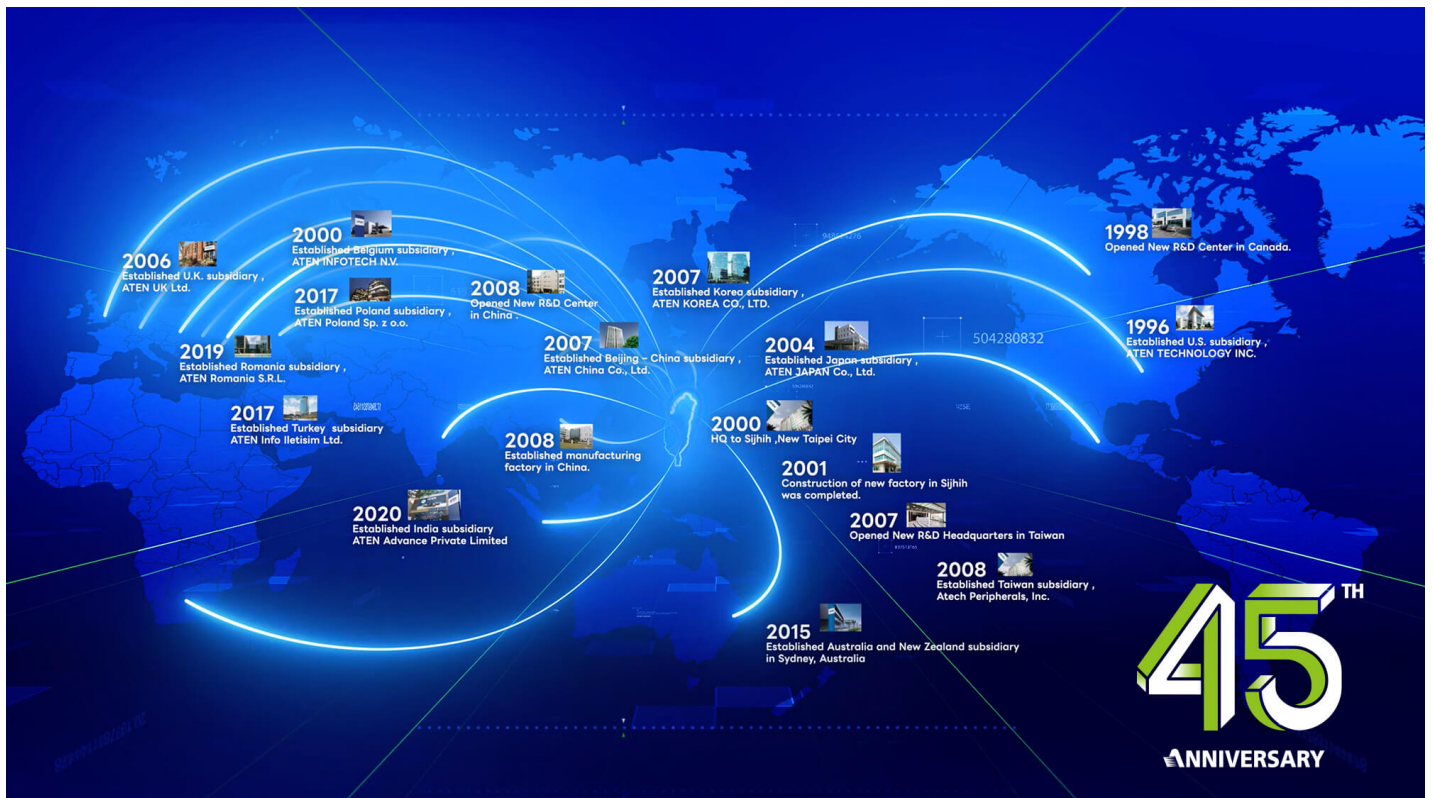 2000
Established Belgium subsidiary ,
ATEN INFOTECH N.V.
2006
Established U.K. subsidiary ,
ATEN UK Ltd.
2017
Established Poland subsidiary ,
ATEN Poland Sp. z o.o.
2008
Opened New R&D Center
in China .
2019
Established Romania subsidiary ,
ATEN Romania S.R.L.
2007
Established Beijing – China subsidiary ,
ATEN China Co., Ltd.
2017
Established Turkey subsidiary
ATEN Info Iletisim Ltd.
2008
Established manufacturing
factory in China.
2020
Established India subsidiary
ATEN Advance Private Limited
2007
Established Korea subsidiary ,
ATEN KOREA CO., LTD.
2004
Established Japan subsidiary ,
ATEN JAPAN Co., Ltd.
504280832
1998
Opened New R&D Center in Canada.
1996
Established U.S. subsidiary ,
ATEN TECHNOLOGY INC.
2000
HQ to Sijhih ,New Taipei City
2001
Construction of new factory in Sijhih
was completed.
2007
Opened New R&D Headquarters in Taiwan
2008
Established Taiwan subsidiary ,
Atech Peripherals, Inc.
2015
Established Australia and New Zealand subsidiary
in Sydney, Australia
45TH
ANNIVERSARY